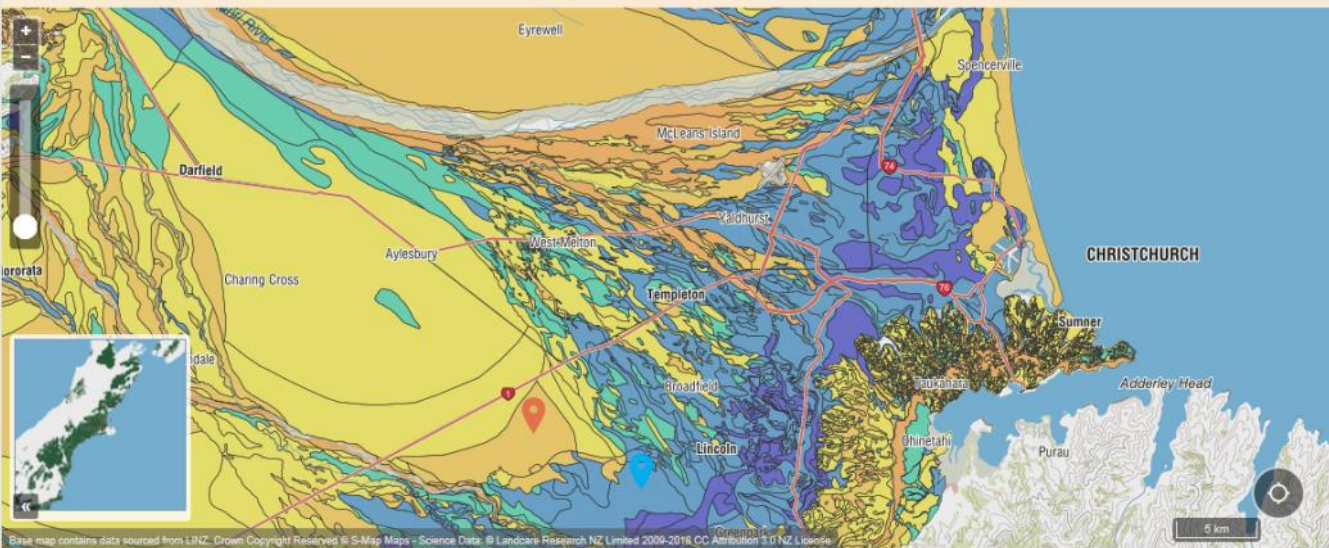 +
Eyrewell
Spencerville
−
McLeans Island
74
Darfield
Yaldhurst
West Melton
Aylesbury
CHRISTCHURCH
Charing Cross
Templeton
76
Sumner
Broadfield
Taukahara
Adderley Head
1
Lincoln
Ohinetahi
Purau
«
5 km
Base map contains data sourced from LINZ. Crown Copyright Reserved © S-Map Maps - Science Data: © Landcare Research NZ Limited 2009-2016 CC Attribution 3.0 NZ License